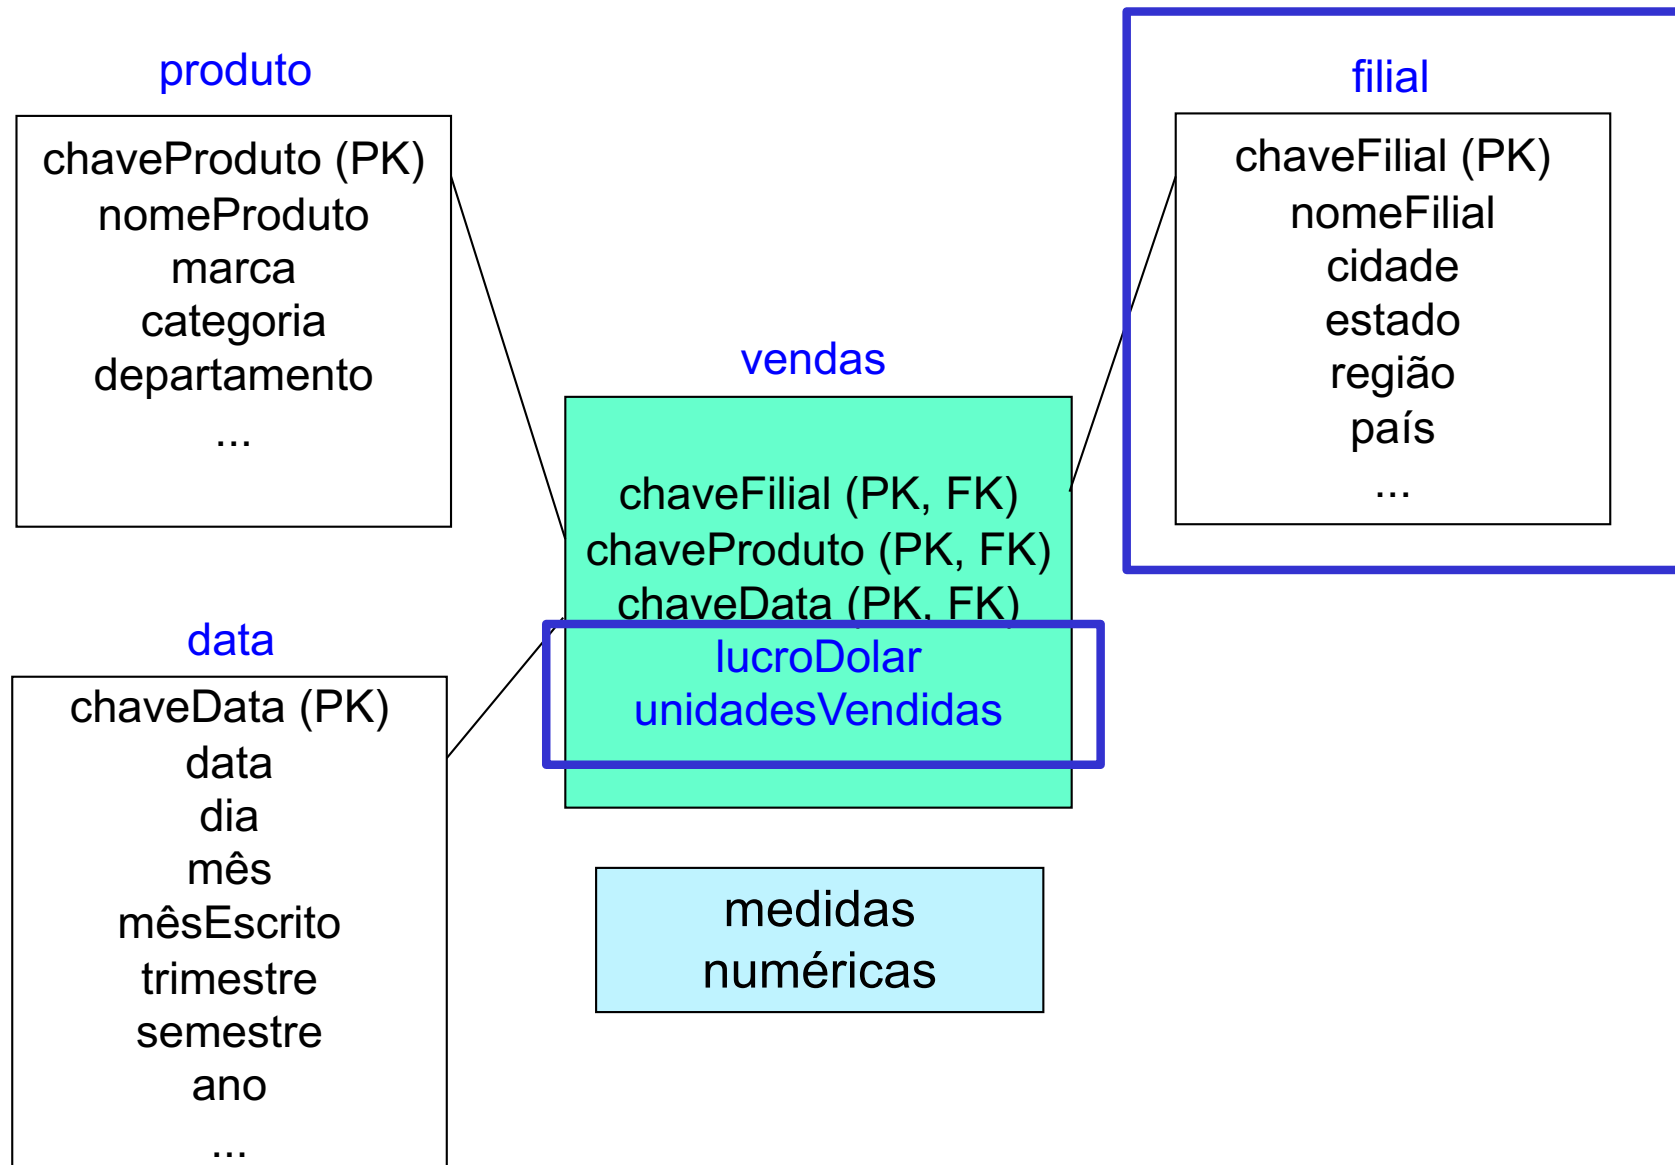 produto
chaveProduto (PK)
nomeProduto
marca
categoria
departamento
...
filial
chaveFilial (PK)
nomeFilial
cidade
estado
região
país
...
vendas
chaveFilial (PK, FK)
chaveProduto (PK, FK)
chaveData (PK, FK)
lucroDolar
unidadesVendidas
data
chaveData (PK)
data
dia
mês
mêsEscrito
trimestre
semestre
ano
...
medidas
numéricas